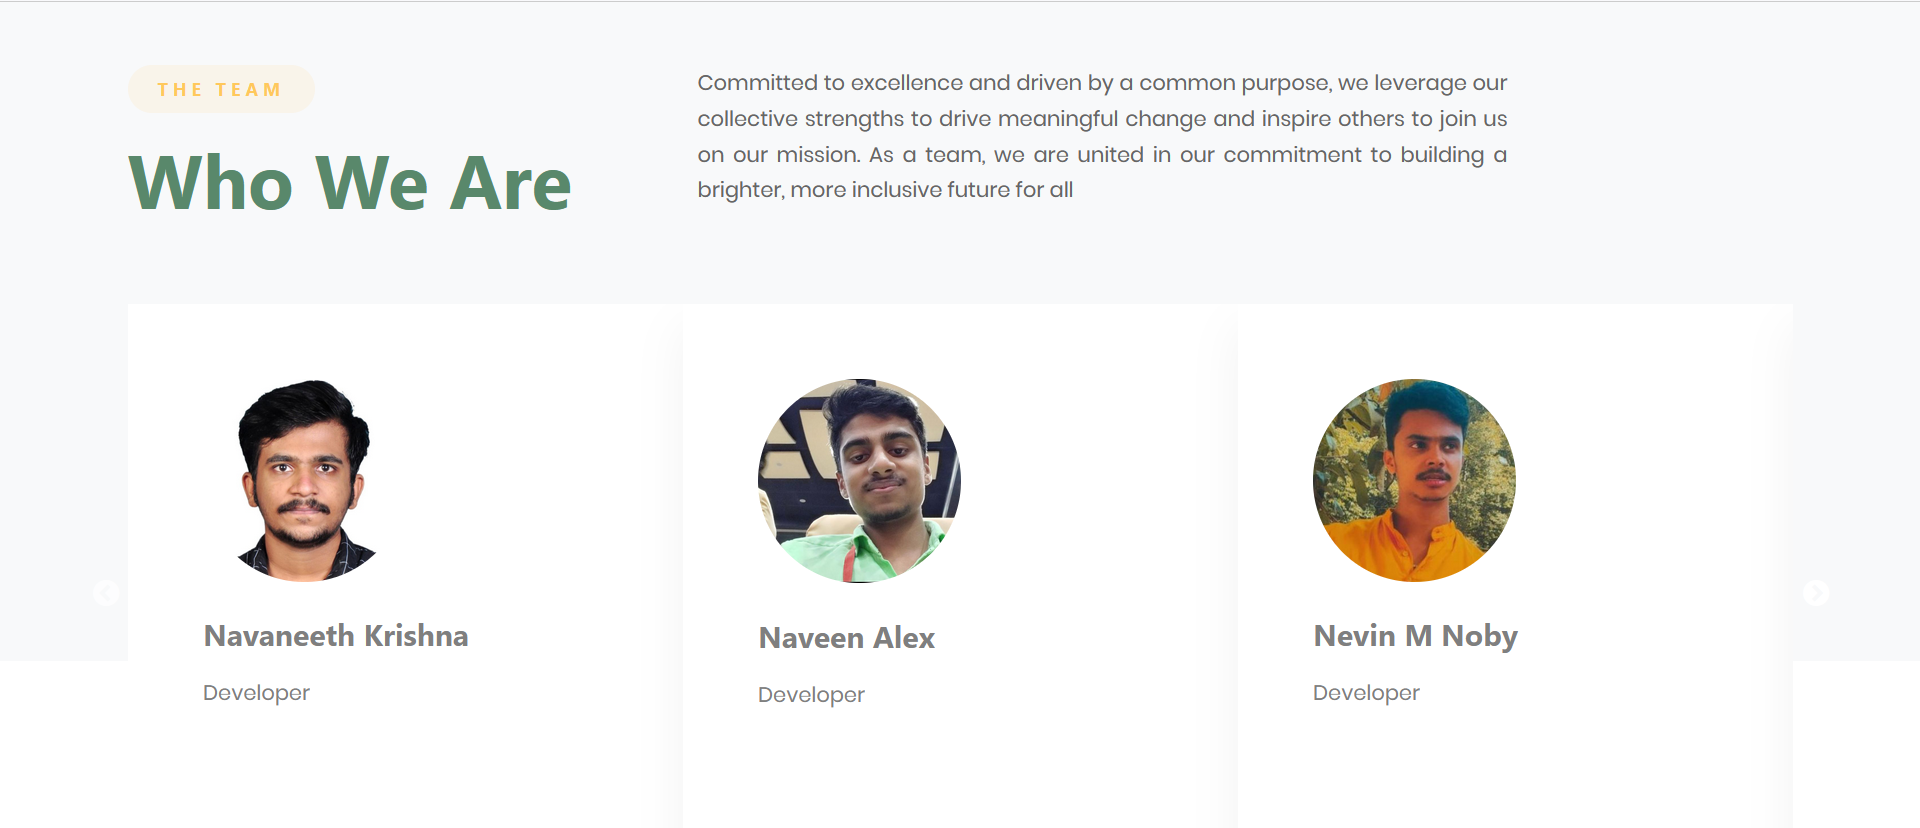 THE TEAM
Who We Are
Committed to excellence and driven by a common purpose, we leverage our
collective strengths to drive meaningful change and inspire others to join us
on our mission. As a team, we are united in our commitment to building a
brighter, more inclusive future for all
Navaneeth Krishna
Developer
Naveen Alex
Developer
Nevin M Noby
Developer